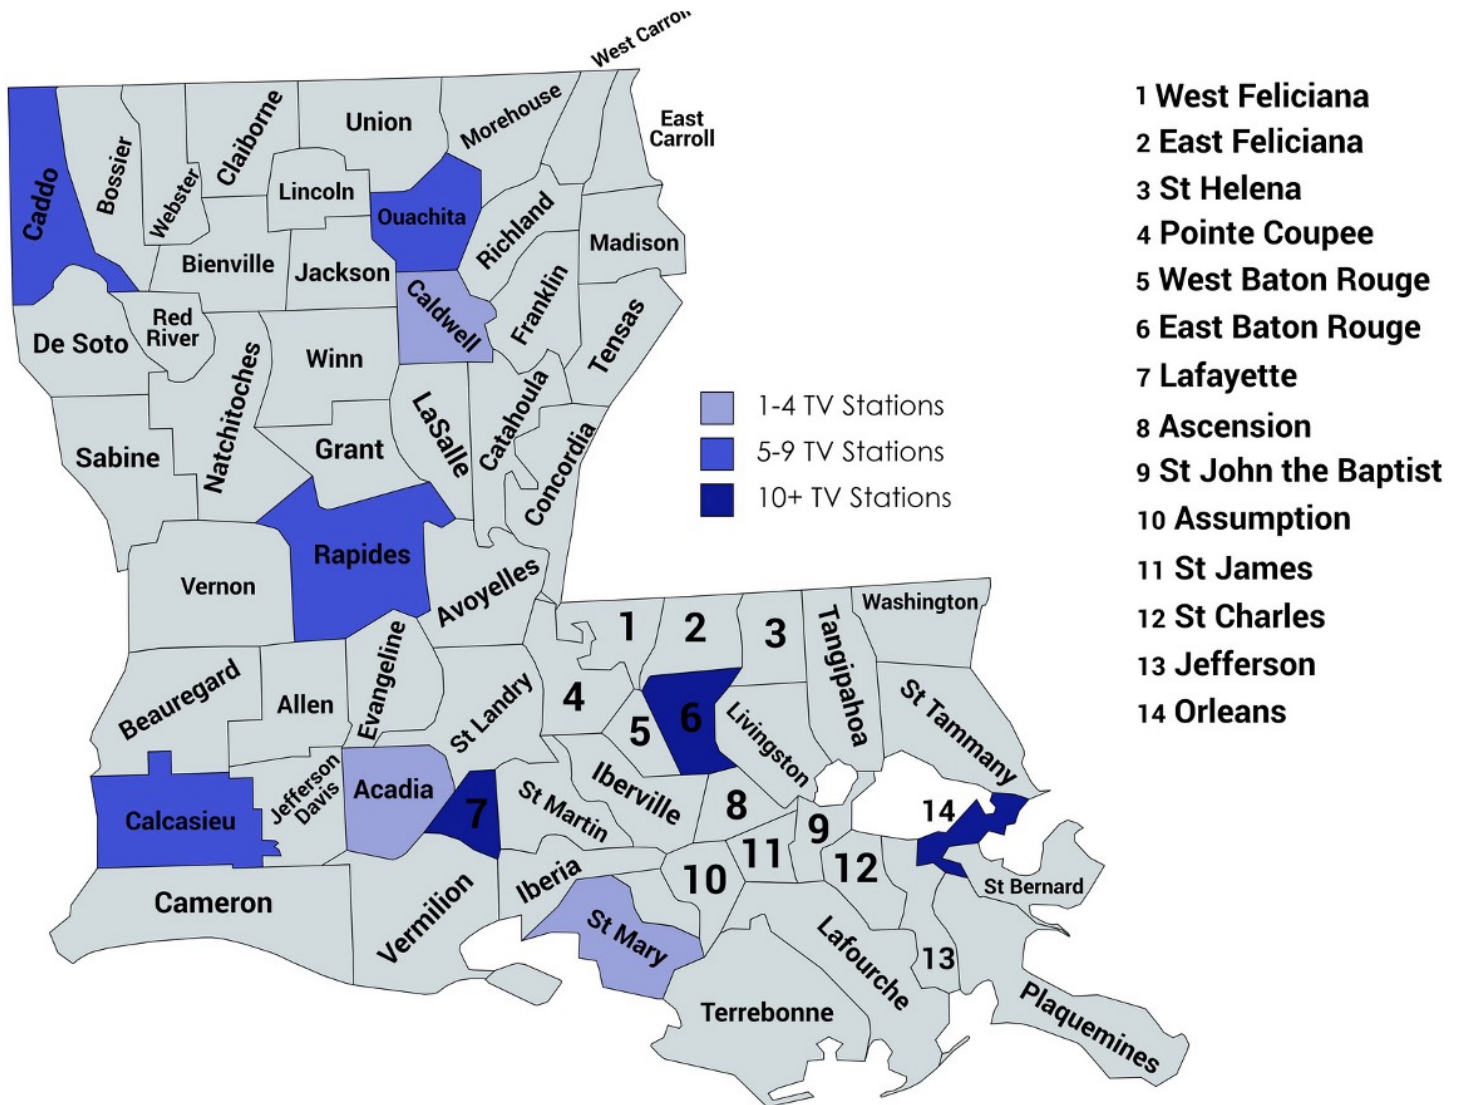 West Carroll
East
Carroll
Morehouse
Union
Claiborne
Webster
Bossier
Caddo
Lincoln
Ouachita
Richland
Madison
Bienville
Jackson
Caldwell
Franklin
Tensas
De Soto
Red
River
Natchitoches
Winn
LaSalle
Catahoula
Concordia
Sabine
Grant
Vernon
Rapides
Avoyelles
Beauregard
Allen
Evangeline
St Landry
1
2
3
Tangipahoa
Washington
4
5
6
Livingston
St Tammany
Calcasieu
Jefferson
Davis
Acadia
7
St Martin
Iberville
8
9
14
Cameron
Vermilion
Iberia
St Mary
10
11
12
St Bernard
Terrebonne
Lafourche
13
Plaquemines
1-4 TV Stations
5-9 TV Stations
10+ TV Stations
1 West Feliciana
2 East Feliciana
3 St Helena
4 Pointe Coupee
5 West Baton Rouge
6 East Baton Rouge
7 Lafayette
8 Ascension
9 St John the Baptist
10 Assumption
11 St James
12 St Charles
13 Jefferson
14 Orleans